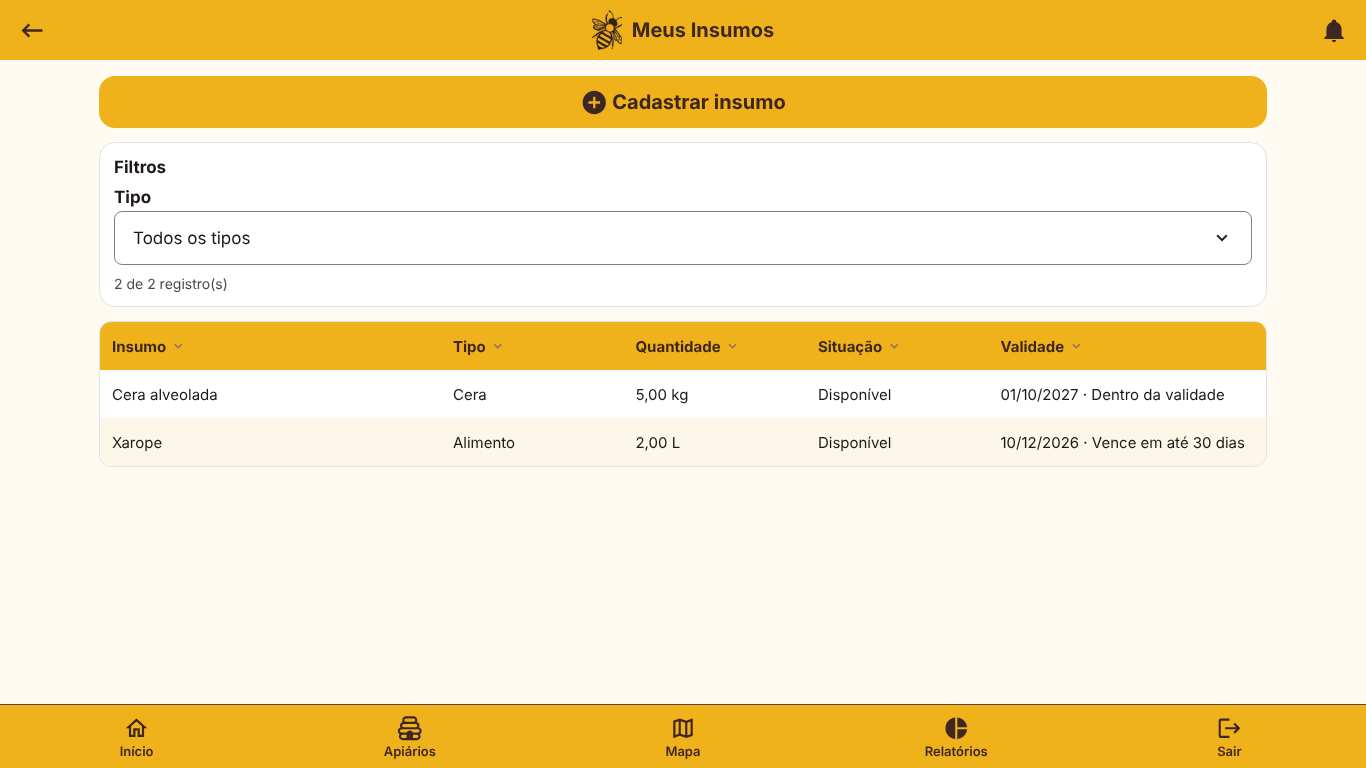 Meus Insumos
Cadastrar insumo
Filtros
Tipo
Todos os tipos
2 de 2 registro(s)
Insumo Tipo Quantidade Situação Validade
Cera alveolada Cera 5,00 kg Disponível 01/10/2027 · Dentro da validade
Xarope Alimento 2,00 L Disponível 10/12/2026 · Vence em até 30 dias
Início Apiários Mapa Relatórios Sair